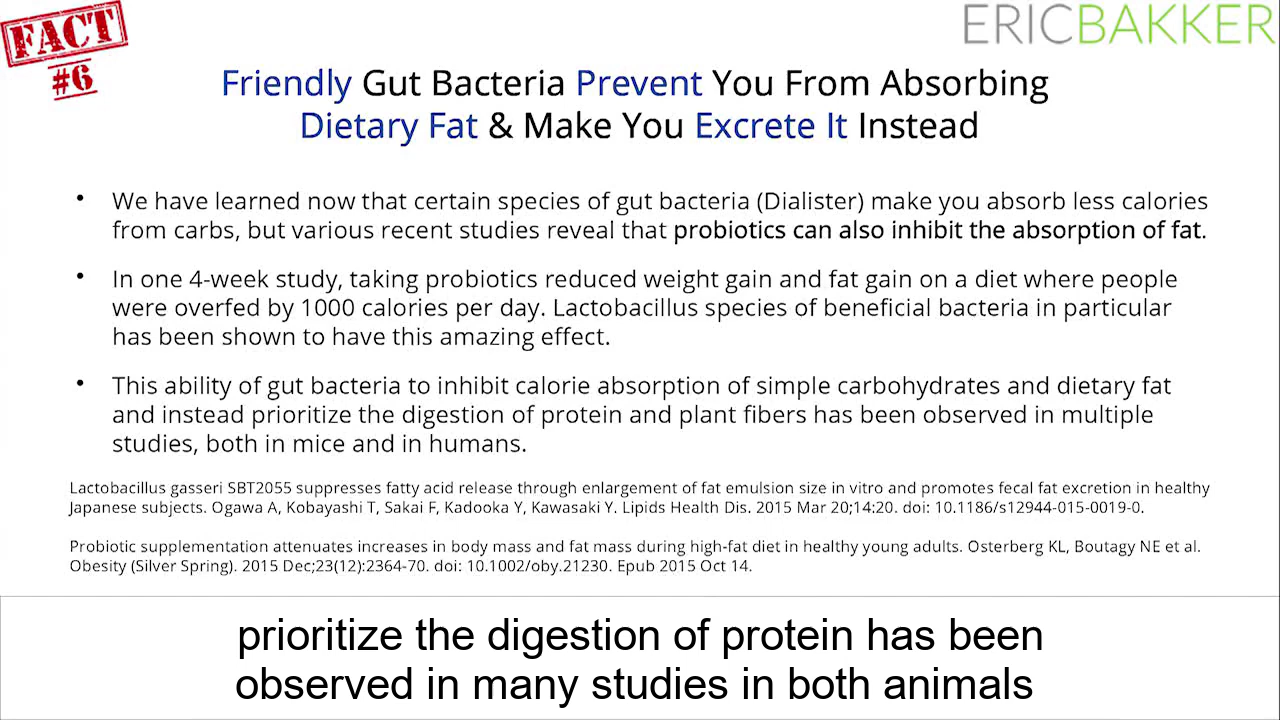 FACT
#6
ERICBAKKER
Friendly Gut Bacteria Prevent You From Absorbing
Dietary Fat & Make You Excrete It Instead
• We have learned now that certain species of gut bacteria (Dialister) make you absorb less calories
from carbs, but various recent studies reveal that probiotics can also inhibit the absorption of fat.
• In one 4-week study, taking probiotics reduced weight gain and fat gain on a diet where people
were overfed by 1000 calories per day. Lactobacillus species of beneficial bacteria in particular
has been shown to have this amazing effect.
• This ability of gut bacteria to inhibit calorie absorption of simple carbohydrates and dietary fat
and instead prioritize the digestion of protein and plant fibers has been observed in multiple
studies, both in mice and in humans.
Lactobacillus gasseri SBT2055 suppresses fatty acid release through enlargement of fat emulsion size in vitro and promotes fecal fat excretion in healthy
Japanese subjects. Ogawa A, Kobayashi T, Sakai F, Kadooka Y, Kawasaki Y. Lipids Health Dis. 2015 Mar 20;14:20. doi: 10.1186/s12944-015-0019-0.
Probiotic supplementation attenuates increases in body mass and fat mass during high-fat diet in healthy young adults. Osterberg KL, Boutagy NE et al.
Obesity (Silver Spring). 2015 Dec;23(12):2364-70. doi: 10.1002/oby.21230. Epub 2015 Oct 14.
prioritize the digestion of protein has been
observed in many studies in both animals